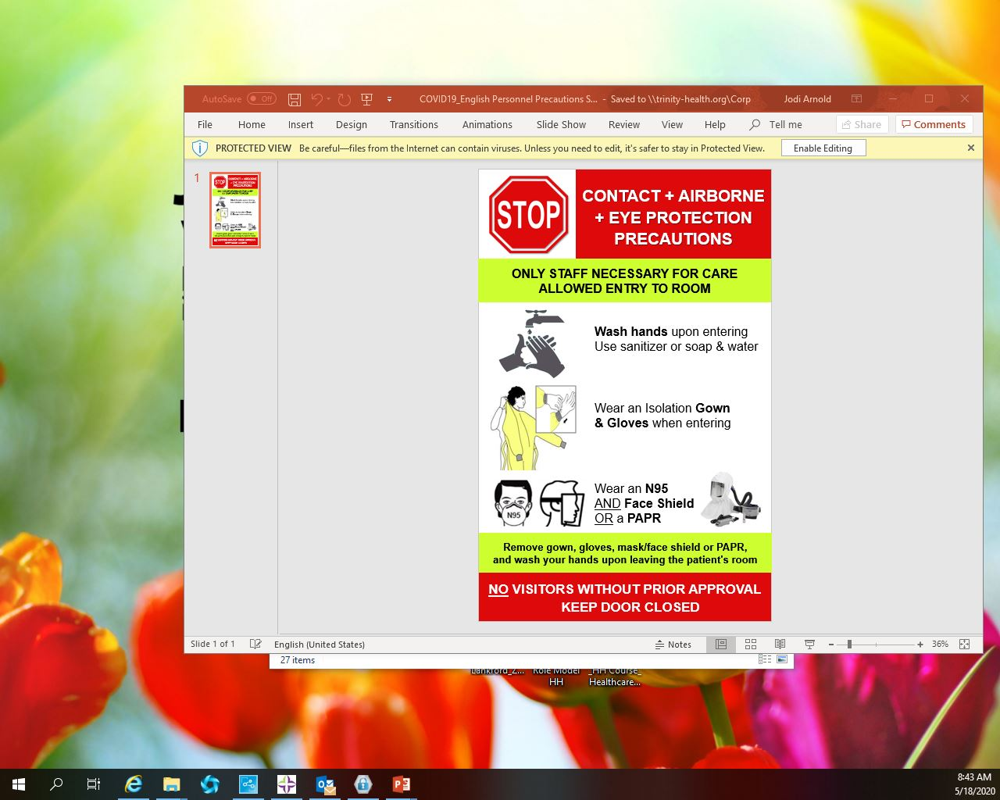 AutoSave Off
COVID19_English Personnel Precautions S... - Saved to \\trinity-health.org\Corp
Jodi Arnold
File Home Insert Design Transitions Animations Slide Show Review View Help Tell me Share Comments
PROTECTED VIEW Be careful—files from the Internet can contain viruses. Unless you need to edit, it's safer to stay in Protected View. Enable Editing
1
STOP
CONTACT + AIRBORNE
+ EYE PROTECTION
PRECAUTIONS
ONLY STAFF NECESSARY FOR CARE
ALLOWED ENTRY TO ROOM
Wash hands upon entering
Use sanitizer or soap & water
Wear an Isolation Gown
& Gloves when entering
N95
Wear an N95
AND Face Shield
OR a PAPR
Remove gown, gloves, mask/face shield or PAPR,
and wash your hands upon leaving the patient's room
NO VISITORS WITHOUT PRIOR APPROVAL
KEEP DOOR CLOSED
Slide 1 of 1 English (United States) Notes 36%
27 items
Lankford_Z... Role Model _HH Course_
HH Healthcare...
8:43 AM
5/18/2020